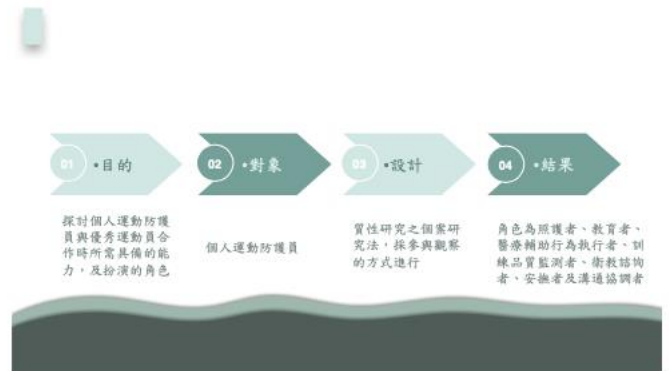 01 •目的
探討個人運動防護
員與優秀運動員合
作時所需具備的能
力，及扮演的角色
02 •對象
個人運動防護員
03 •設計
質性研究之個案研
究法，採參與觀察
的方式進行
04 •結果
角色為照護者、教育者、
醫療輔助行為執行者、訓
練品質監測者、衛教諮詢
者、安撫者及溝通協調者